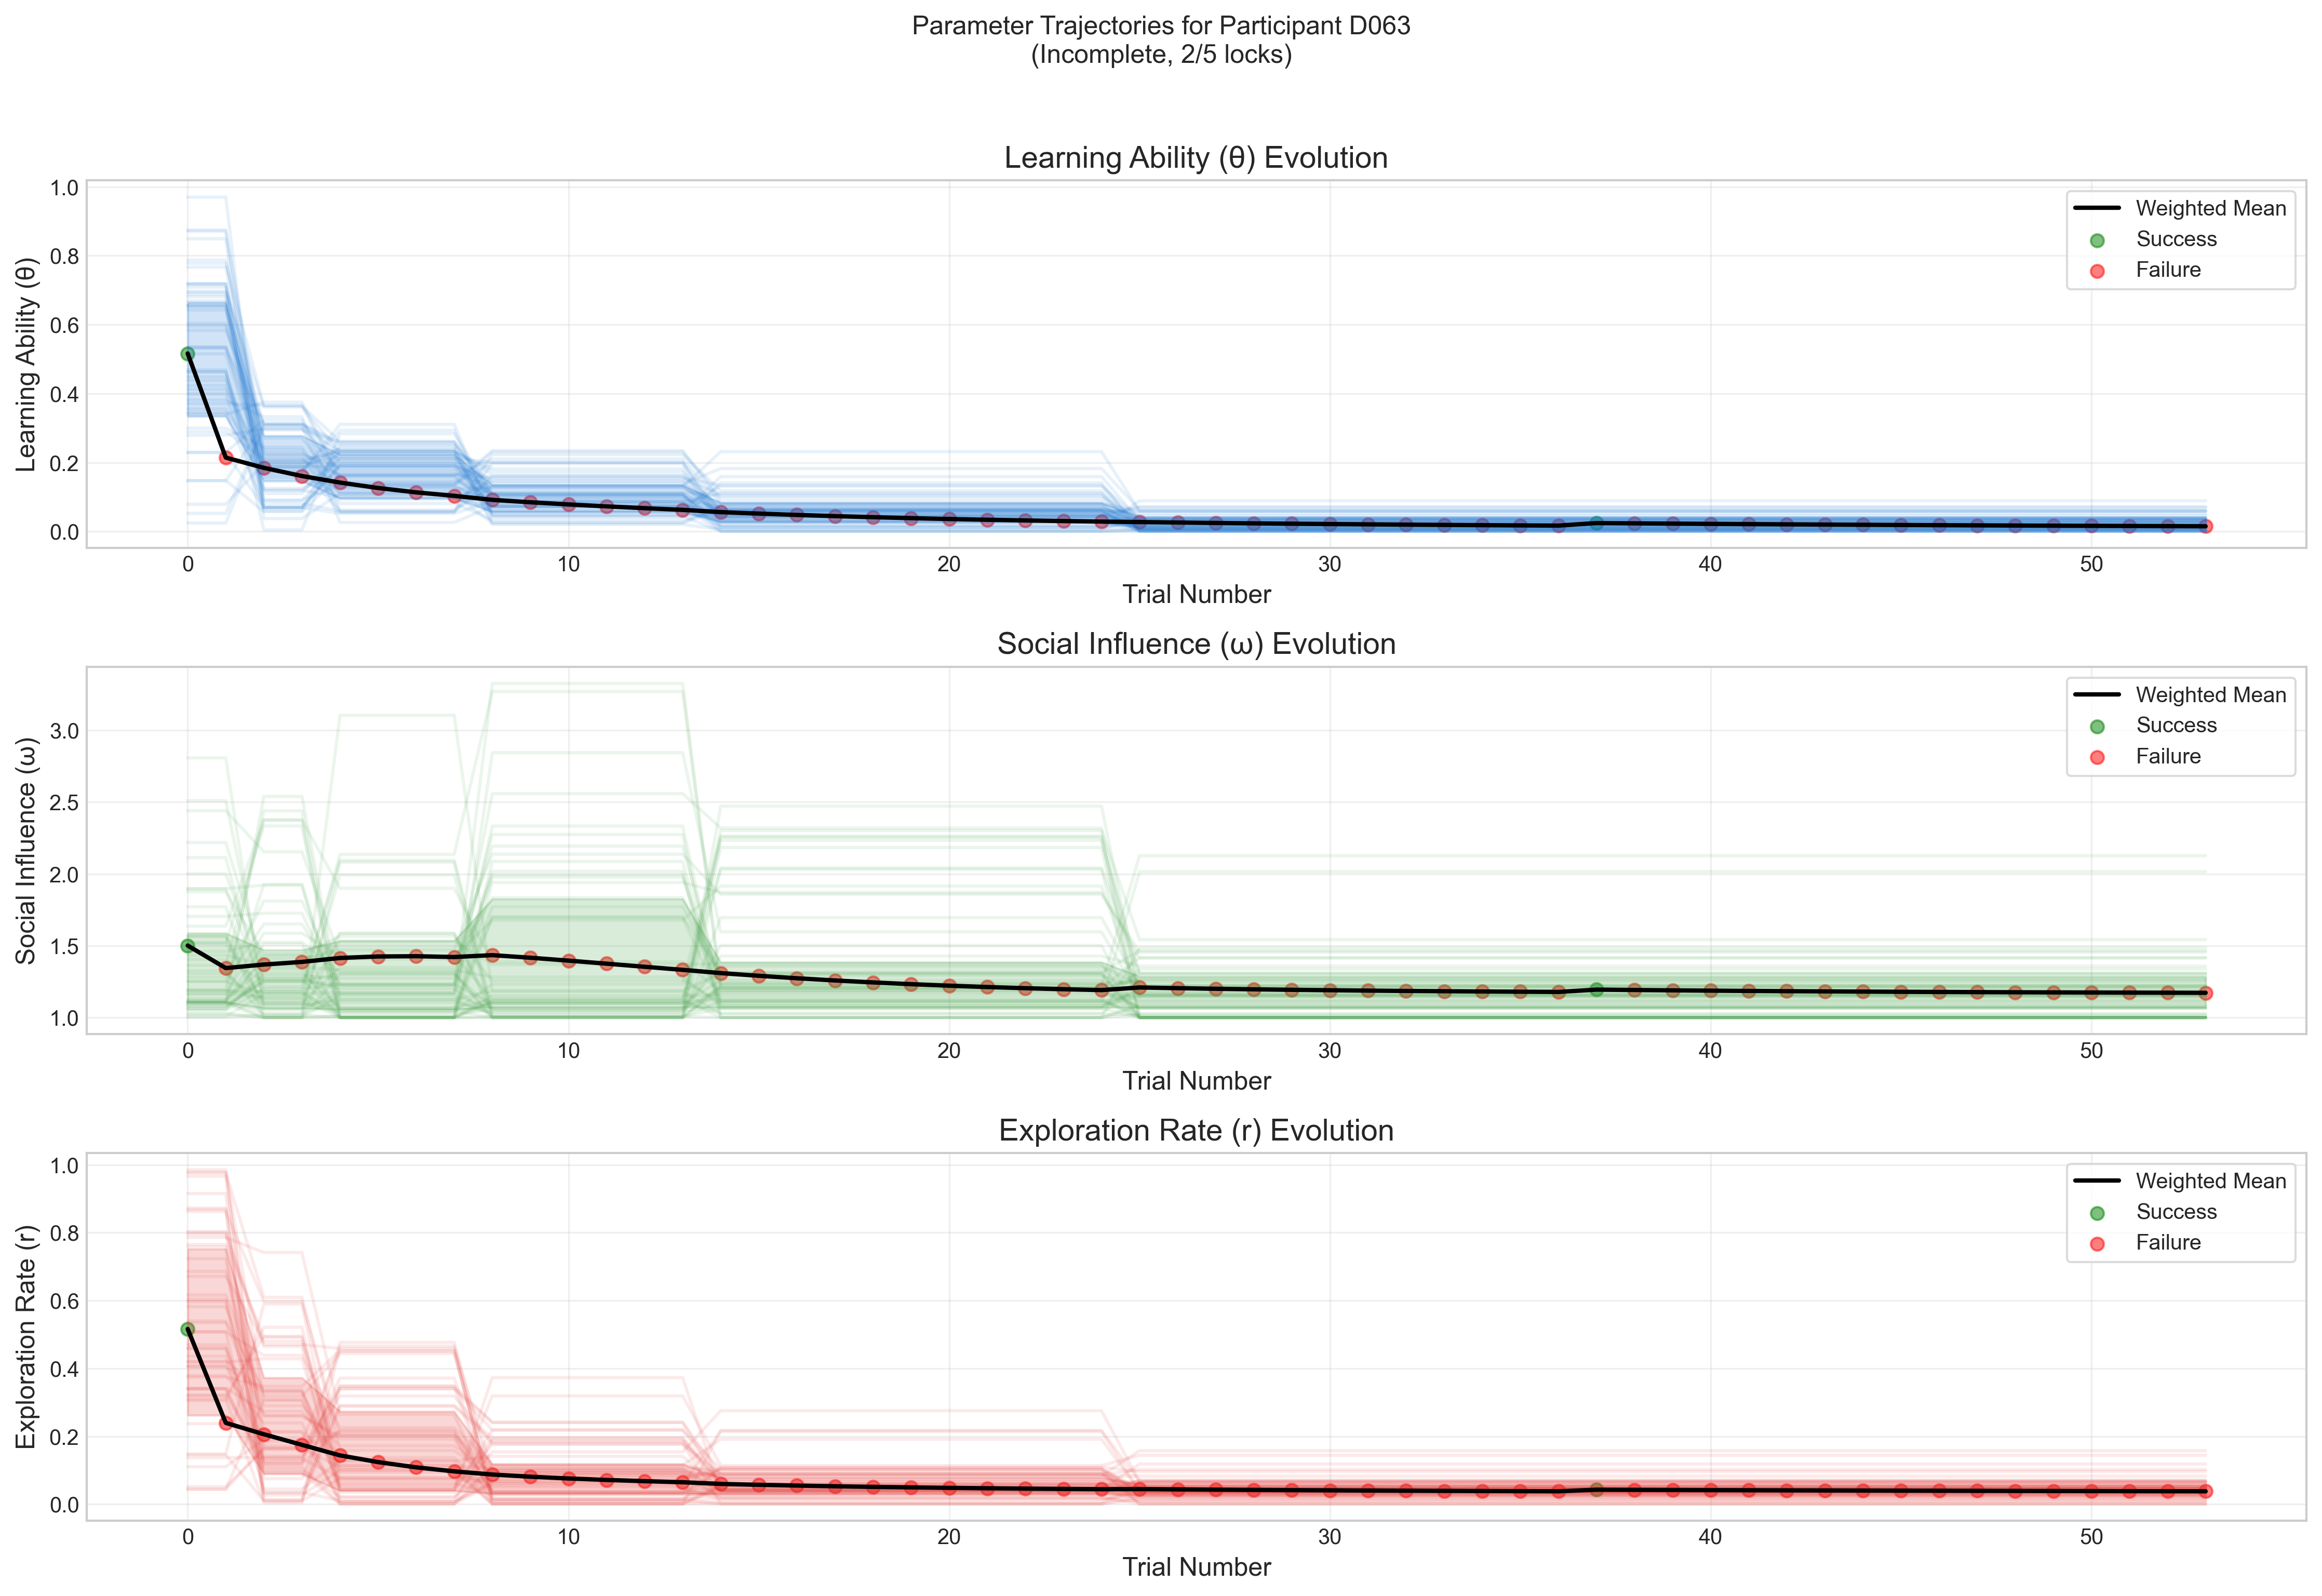 Parameter Trajectories for Participant D063
(Incomplete, 2/5 locks)
Learning Ability (θ) Evolution
Learning Ability (θ)
1.0
0.8
0.6
0.4
0.2
0.0
Weighted Mean
Success
Failure
0 10 20 30 40 50
Trial Number
Social Influence (ω) Evolution
Social Influence (ω)
3.0
2.5
2.0
1.5
1.0
Weighted Mean
Success
Failure
0 10 20 30 40 50
Trial Number
Exploration Rate (r) Evolution
Exploration Rate (r)
1.0
0.8
0.6
0.4
0.2
0.0
Weighted Mean
Success
Failure
0 10 20 30 40 50
Trial Number